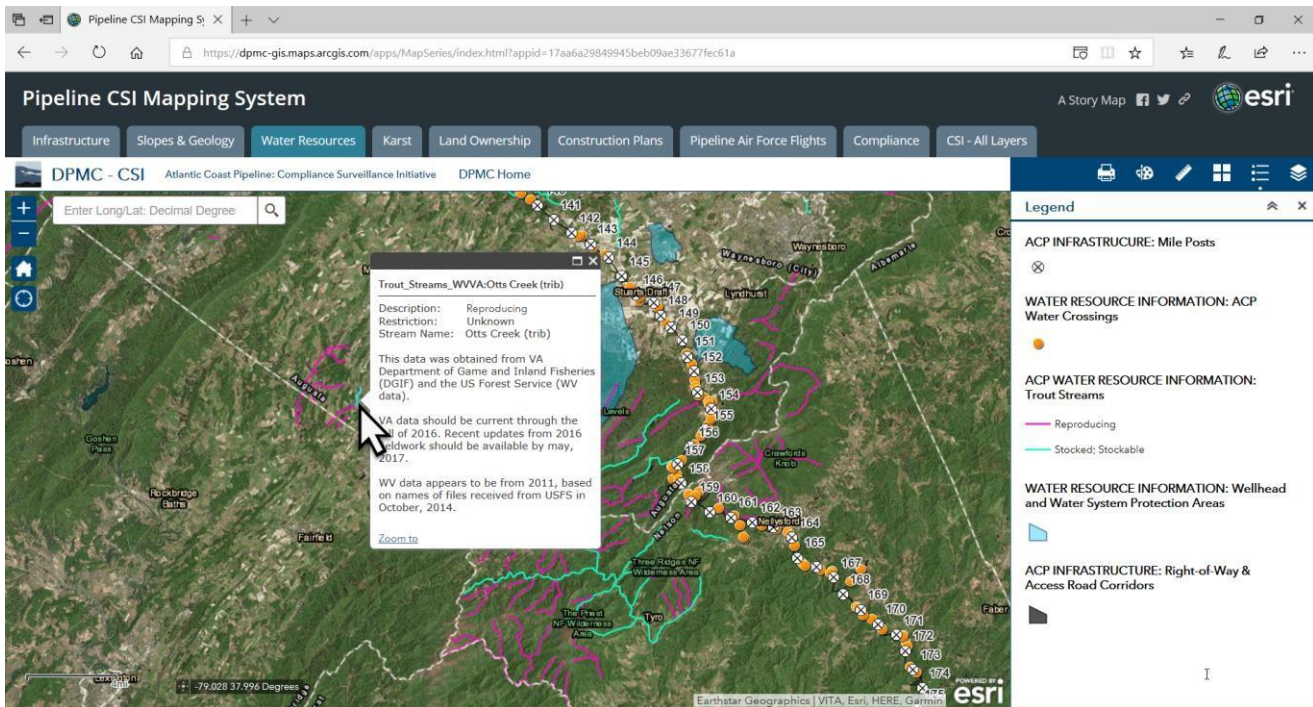 Pipeline CSI Mapping Sy
https://dpmc-gis.maps.arcgis.com/apps/MapSeries/index.html?appid=17aa6a29849945beb09ae33677fec61a
Pipeline CSI Mapping System
A Story Map
esri
Infrastructure
Slopes & Geology
Water Resources
Karst
Land Ownership
Construction Plans
Pipeline Air Force Flights
Compliance
CSI - All Layers
DPMC - CSI
Atlantic Coast Pipeline: Compliance Surveillance Initiative
DPMC Home
Enter Long/Lat: Decimal Degree
Trout_Streams_WVVA:Otts Creek (trib)
Description: Reproducing
Restriction: Unknown
Stream Name: Otts Creek (trib)
This data was obtained from VA
Department of Game and Inland Fisheries
(DGIF) and the US Forest Service (WV
data).
VA data should be current through the
of 2016. Recent updates from 2016
fieldwork should be available by may,
2017.
WV data appears to be from 2011, based
on names of files received from USFS in
October, 2014.
Zoom to
141
142
143
144
145
146
147
148
149
150
151
152
153
154
155
156
157
158
159
160
161
162
163
164
165
167
168
169
170
171
172
173
174
175
Waynesboro
Waynesboro (City)
Albemarle
Stuarts Draft
Lyndhurst
Augusta
Levels
Goshen
Pass
Crawfords
Knob
Rockbridge
Baths
Fairfield
Augusta
Nelson
Nellysford
Three Ridges NF
Wilderness Area
The Priest
NF Wilderness
Area
Tyro
Faber
-79.028 37.996 Degrees
Earthstar Geographics | VITA, Esri, HERE, Garmin
POWERED BY
esri
Legend
ACP INFRASTRUCURE: Mile Posts
WATER RESOURCE INFORMATION: ACP
Water Crossings
ACP WATER RESOURCE INFORMATION:
Trout Streams
Reproducing
Stocked; Stockable
WATER RESOURCE INFORMATION: Wellhead
and Water System Protection Areas
ACP INFRASTRUCTURE: Right-of-Way &
Access Road Corridors